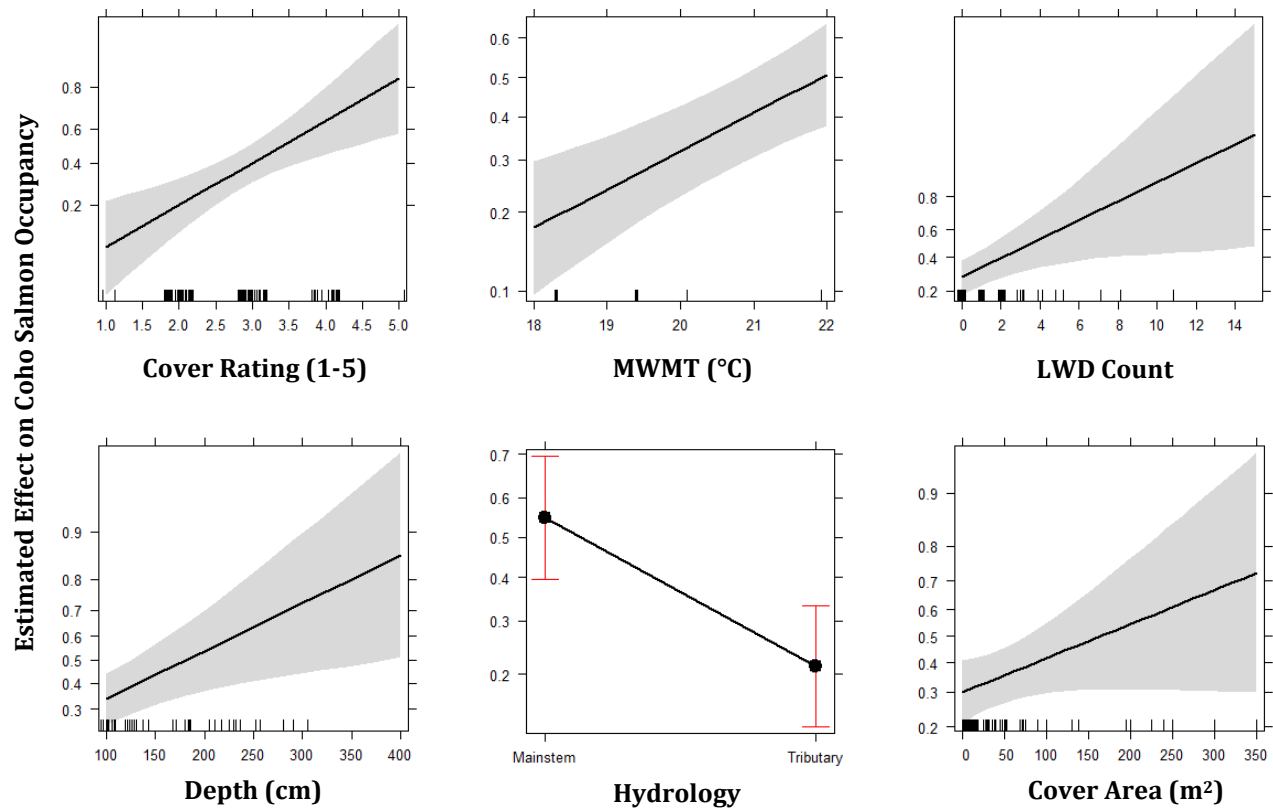 Estimated Effect on Coho Salmon Occupancy
0.8
0.6
0.4
0.2
1.0 1.5 2.0 2.5 3.0 3.5 4.0 4.5 5.0
Cover Rating (1-5)
0.6
0.5
0.4
0.3
0.2
0.1
18 19 20 21 22
MWMT (°C)
0.8
0.6
0.4
0.2
0 2 4 6 8 10 12 14
LWD Count
0.9
0.8
0.7
0.6
0.5
0.4
0.3
100 150 200 250 300 350 400
Depth (cm)
0.7
0.6
0.5
0.4
0.3
0.2
Mainstem Tributary
Hydrology
0.9
0.8
0.7
0.6
0.5
0.4
0.3
0.2
0 50 100 150 200 250 300 350
Cover Area (m²)